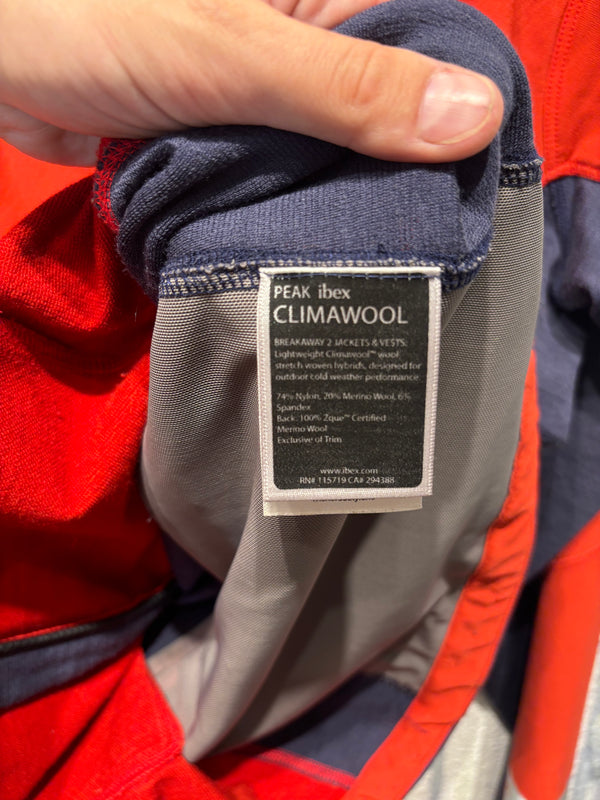 PEAK ibex
CLIMAWOOL
BREAKAWAY 2 JACKETS & VESTS:
Lightweight Climawool™ wool
stretch woven hybrids, designed for
outdoor cold weather performance.
74% Nylon, 20% Merino Wool, 6%
Spandex
Back: 100% Zque™ Certified
Merino Wool
Exclusive of Trim
www.ibex.com
RN# 115719 CA# 294388